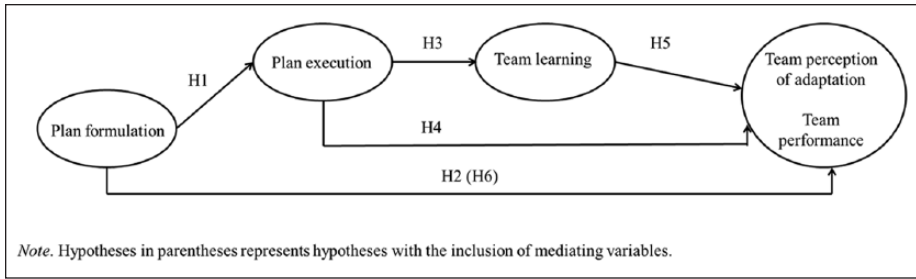 H1
H3
H5
Plan formulation
Plan execution
Team learning
Team perception
of adaptation
Team
performance
H4
H2 (H6)
Note. Hypotheses in parentheses represents hypotheses with the inclusion of mediating variables.